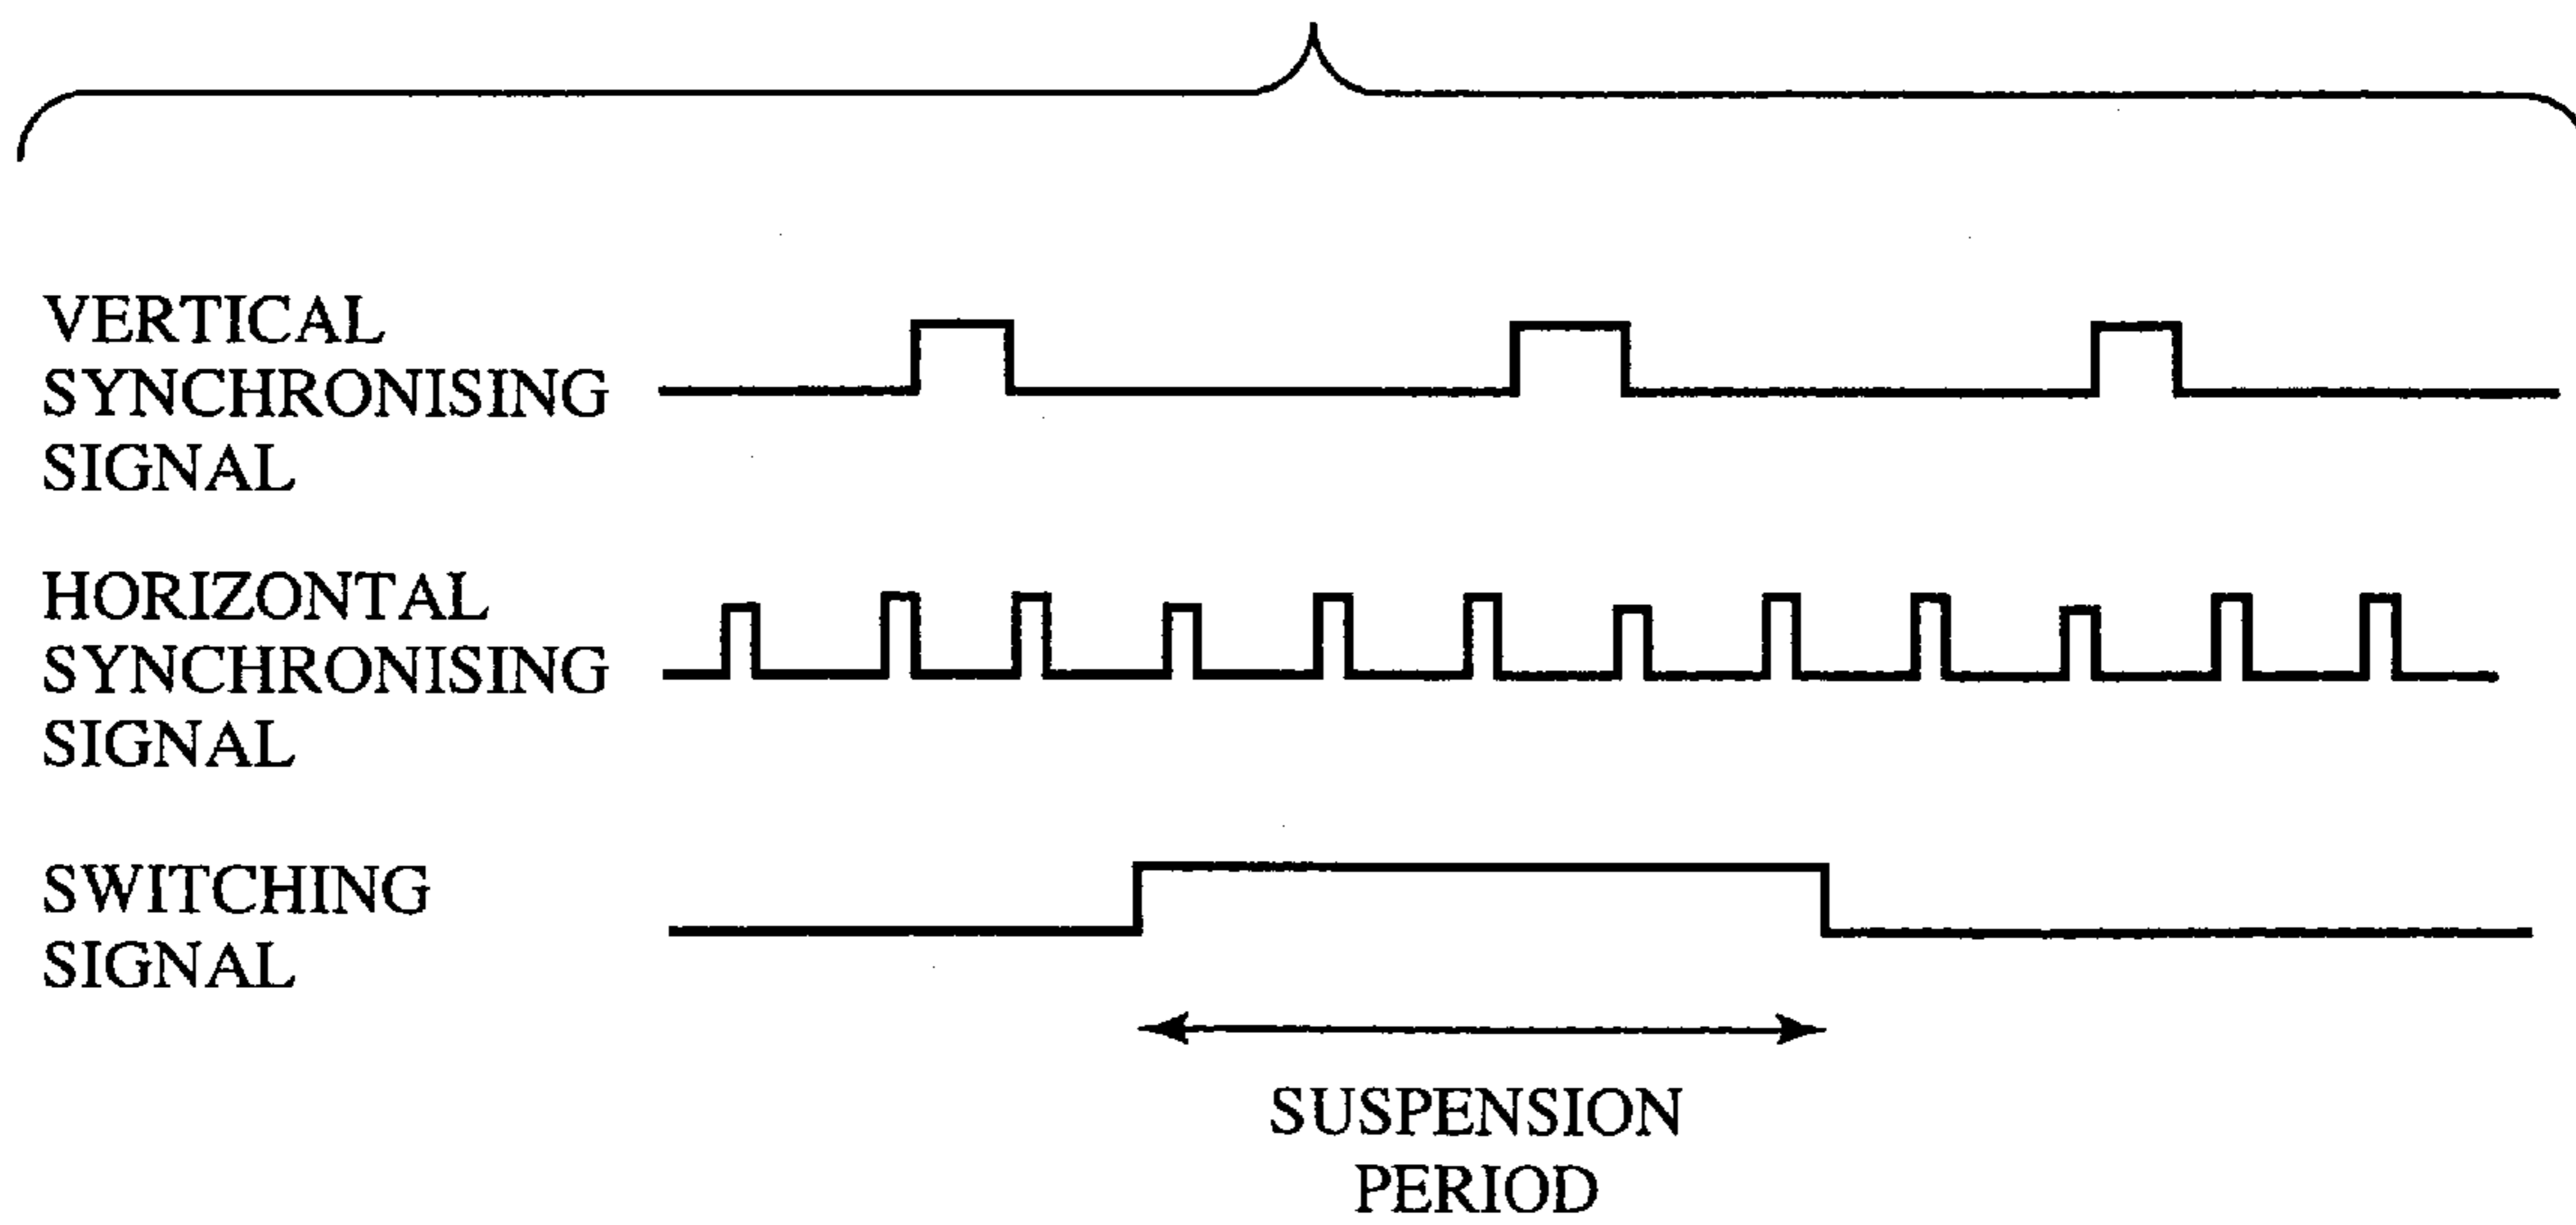 VERTICAL
SYNCHRONISING
SIGNAL
HORIZONTAL
SYNCHRONISING
SIGNAL
SWITCHING
SIGNAL
SUSPENSION
PERIOD